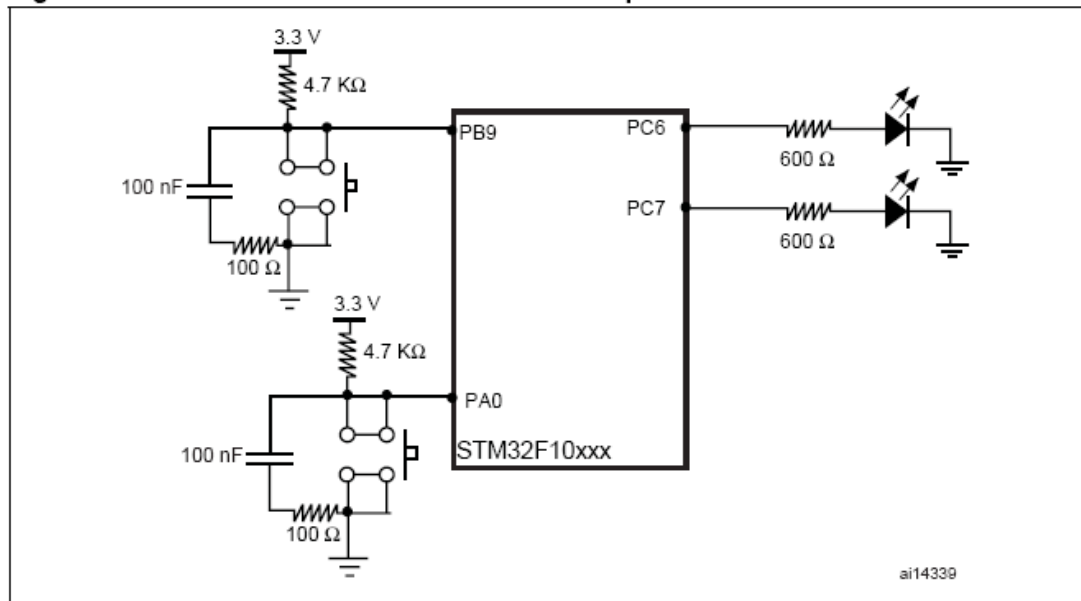 3.3 V
4.7 KΩ
PB9
100 nF
100 Ω
3.3 V
4.7 KΩ
PA0
100 nF
100 Ω
STM32F10xxx
PC6
600 Ω
PC7
600 Ω
ai14339